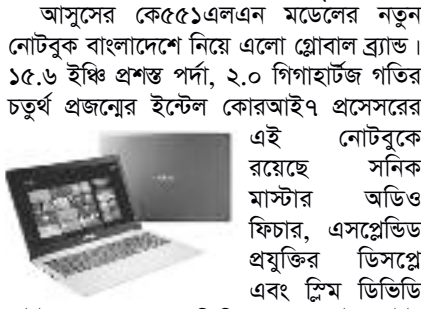 আসুসের কে৫৫১এলএন মডেলের নতুন
নোটবুক বাংলাদেশে নিয়ে এলো গ্লোবাল ব্র্যান্ড।
১৫.৬ ইঞ্চি প্রশস্ত পর্দা, ২.০ গিগাহার্টজ গতির
চতুর্থ প্রজন্মের ইন্টেল কোরআই৭ প্রসেসরের
এই নোটবুকে
রয়েছে সনিক
মাস্টার অডিও
ফিচার, এসপ্লেন্ডিড
প্রযুক্তির ডিসপ্লে
এবং স্লিম ডিভিডি